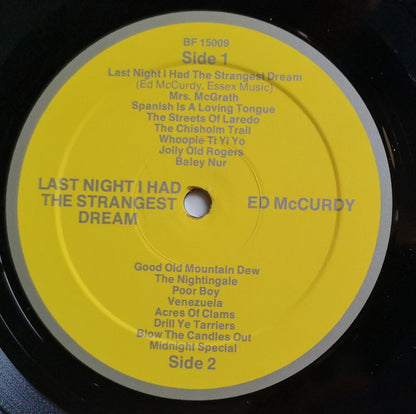 BF 15009
Side 1
Last Night I Had The Strangest Dream
(Ed McCurdy, Essex Music)
Mrs. McGrath
Spanish Is A Loving Tongue
The Streets Of Laredo
The Chisholm Trail
Whoopie Ti Yi Yo
Jolly Old Rogers
Baley Nur
LAST NIGHT I HAD
THE STRANGEST
DREAM
ED McCURDY
Good Old Mountain Dew
The Nightingale
Poor Boy
Venezuela
Acres Of Clams
Drill Ye Tarriers
Blow The Candles Out
Midnight Special
Side 2